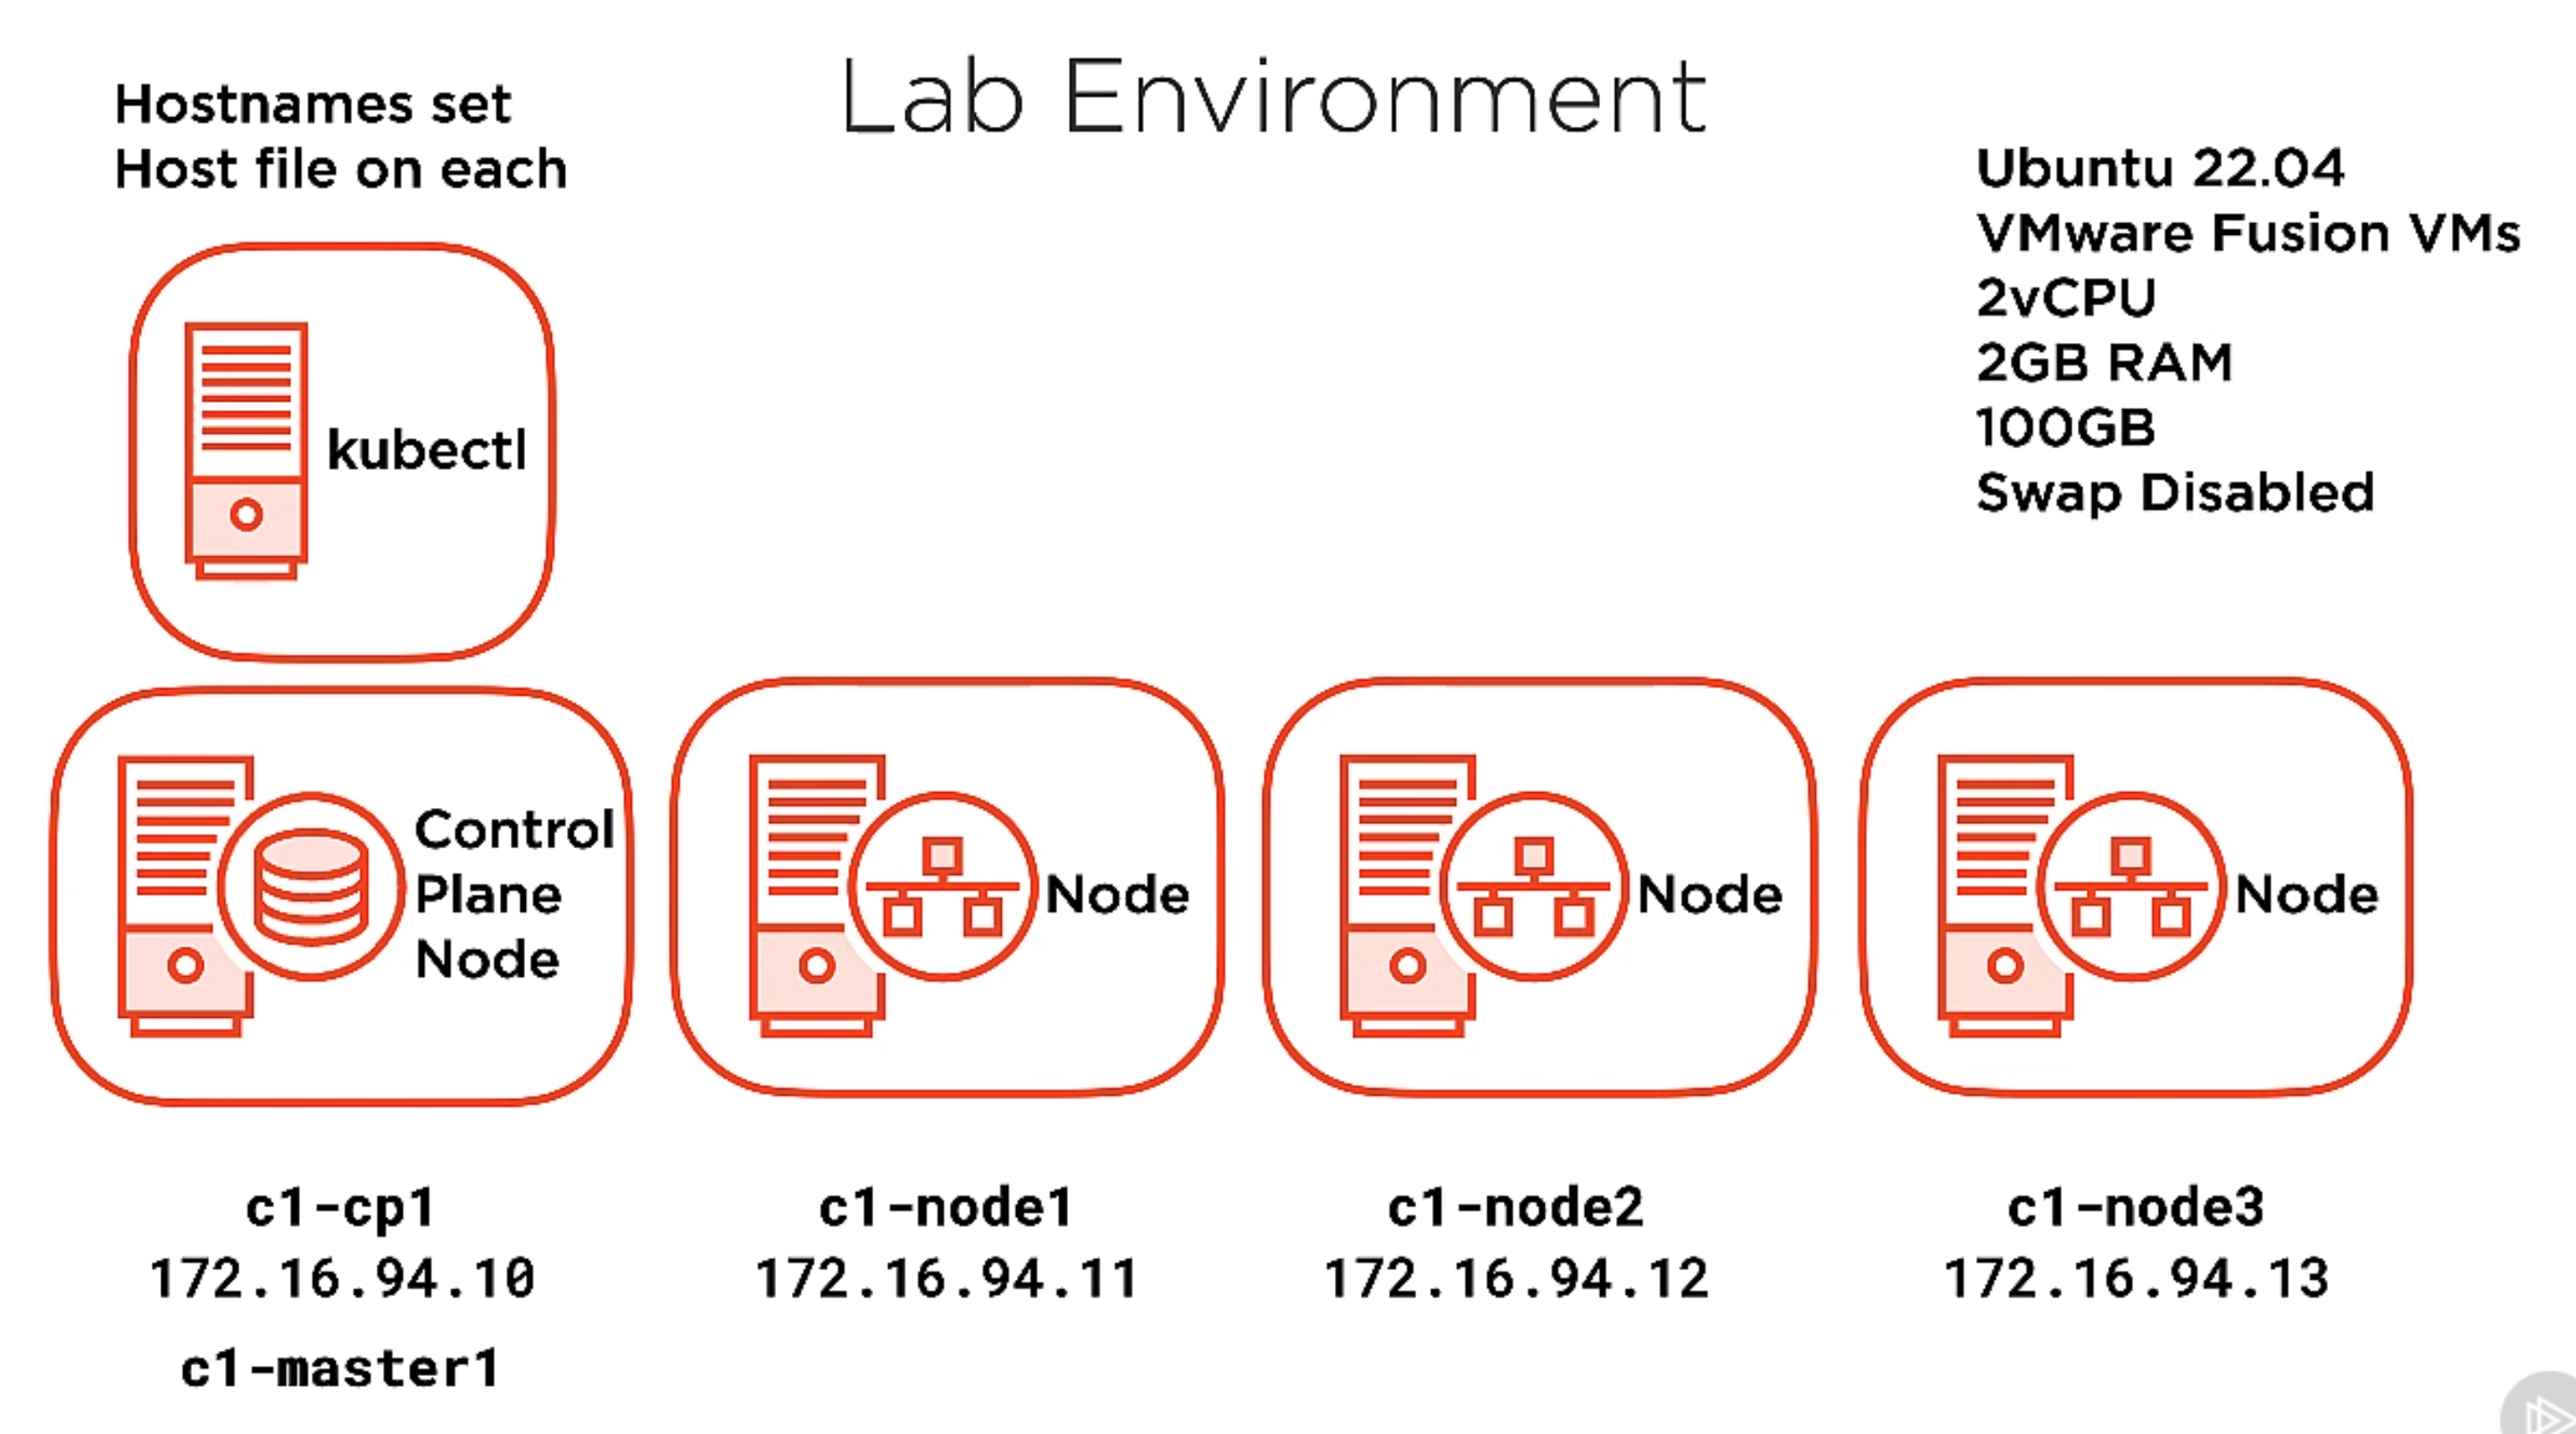 Lab Environment
Hostnames set
Host file on each
Ubuntu 22.04
VMware Fusion VMs
2vCPU
2GB RAM
100GB
Swap Disabled
kubectl
Control
Plane
Node
Node
Node
Node
c1-cp1
172.16.94.10
c1-master1
c1-node1
172.16.94.11
c1-node2
172.16.94.12
c1-node3
172.16.94.13